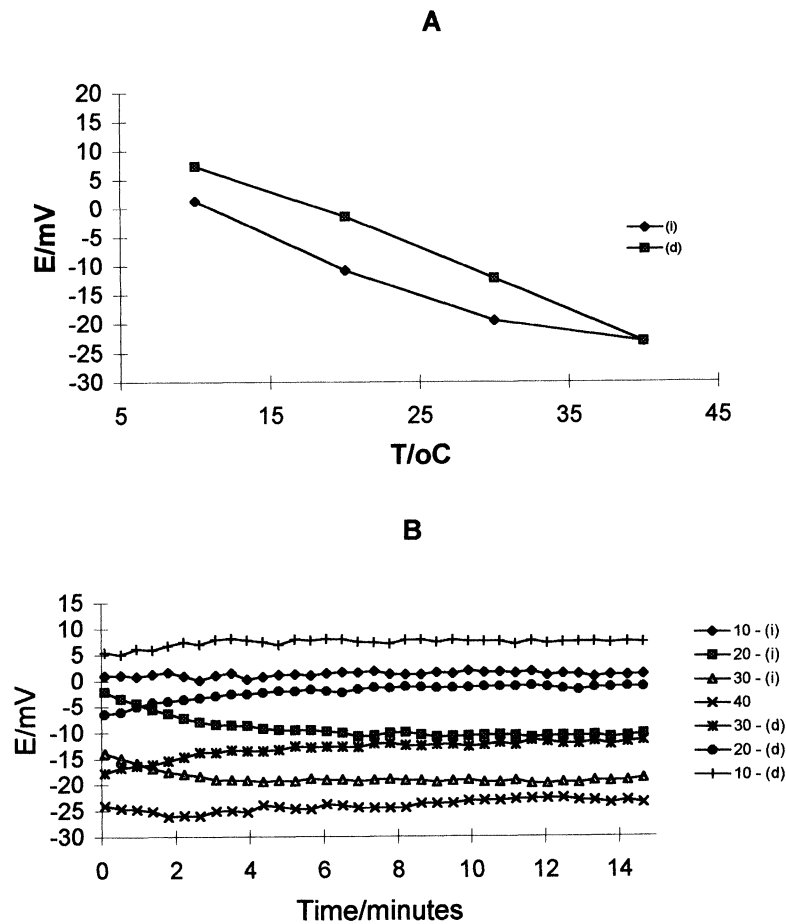 A
20
15
10
5
0
-5
-10
-15
-20
-25
-30
E/mV
5 15 25 35 45
T/oC
(i)
(d)
B
15
10
5
0
-5
-10
-15
-20
-25
-30
E/mV
0 2 4 6 8 10 12 14
Time/minutes
10 - (i)
20 - (i)
30 - (i)
40
30 - (d)
20 - (d)
10 - (d)